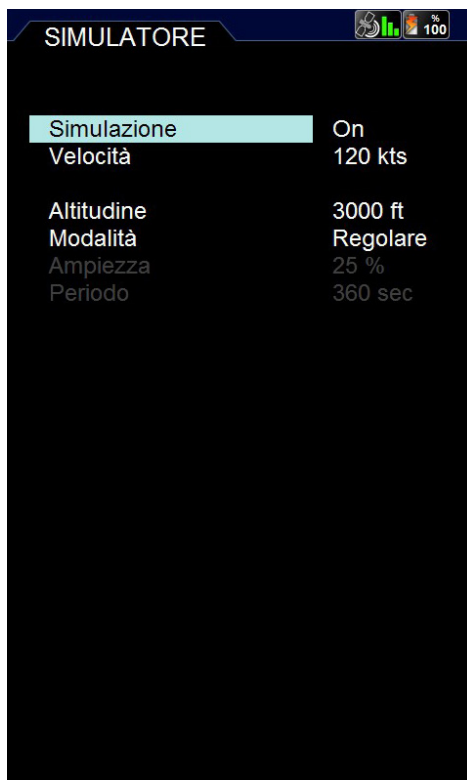 SIMULATORE
%
100
Simulazione On
Velocità 120 kts
Altitudine 3000 ft
Modalità Regolare
Ampiezza 25 %
Periodo 360 sec